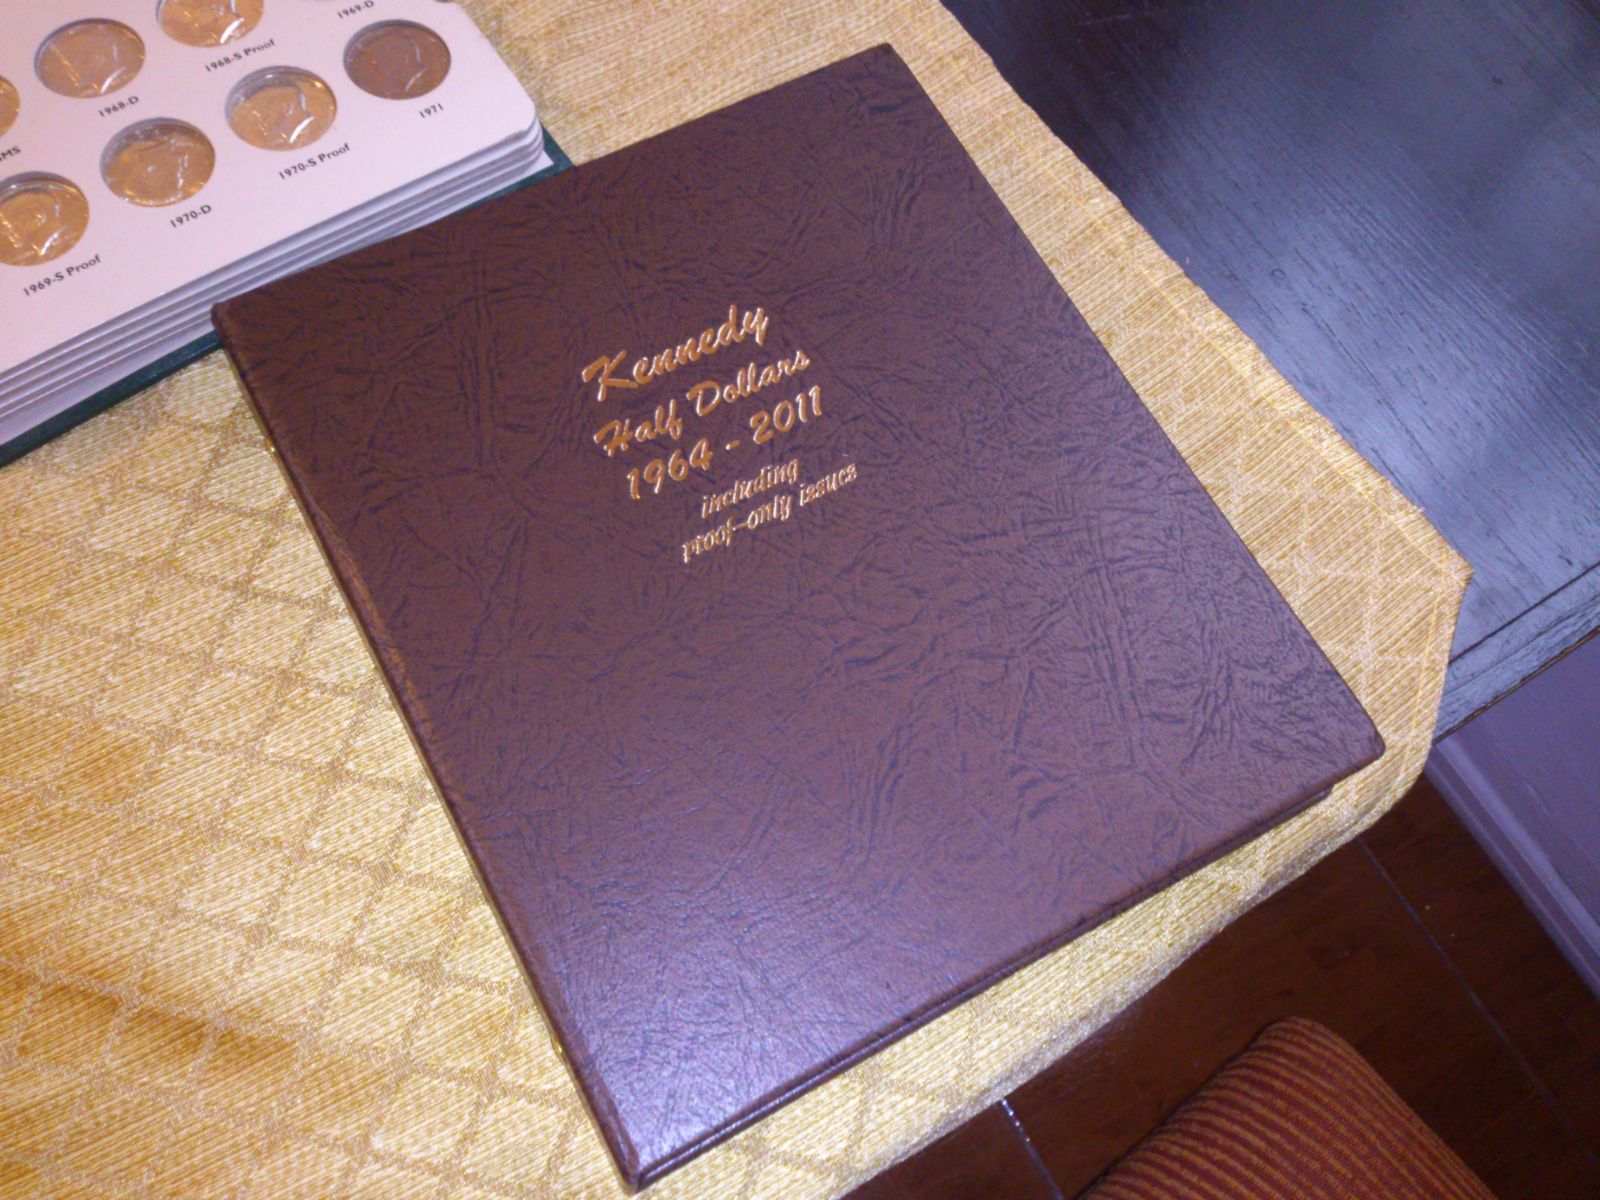 1969-D
1968-S Proof
1968-D
1971
1970-S Proof
1970-D
1969-S Proof
Kennedy
Half Dollars
1964 - 2011
including
proof-only issues